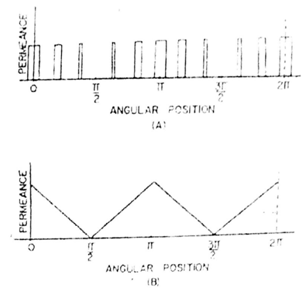 PERMEANCE
0
π/2
π
3π/2
2π
ANGULAR POSITION
(A)
PERMEANCE
0
π/2
π
3π/2
2π
ANGULAR POSITION
(B)